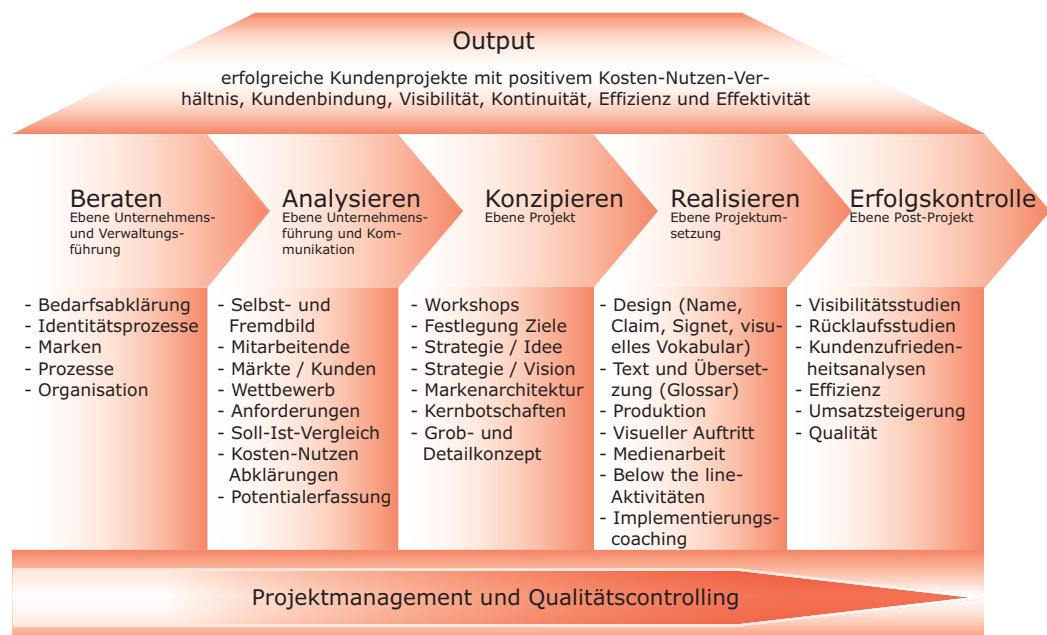 Output
erfolgreiche Kundenprojekte mit positivem Kosten-Nutzen-Ver-
hältnis, Kundenbindung, Visibilität, Kontinuität, Effizienz und Effektivität
Beraten
Ebene Unternehmens-
und Verwaltungs-
führung
- Bedarfsabklärung
- Identitätsprozesse
- Marken
- Prozesse
- Organisation
Analysieren
Ebene Unternehmens-
führung und Kom-
munikation
- Selbst- und
Fremdbild
- Mitarbeitende
- Märkte / Kunden
- Wettbewerb
- Anforderungen
- Soll-Ist-Vergleich
- Kosten-Nutzen
Abklärungen
- Potentialerfassung
Konzipieren
Ebene Projekt
- Workshops
- Festlegung Ziele
- Strategie / Idee
- Strategie / Vision
- Markenarchitektur
- Kernbotschaften
- Grob- und
Detailkonzept
Realisieren
Ebene Projektum-
setzung
- Design (Name,
Claim, Signet, visu-
elles Vokabular)
- Text und Überset-
zung (Glossar)
- Produktion
- Visueller Auftritt
- Medienarbeit
- Below the line-
Aktivitäten
- Implementierungs-
coaching
Erfolgskontrolle
Ebene Post-Projekt
- Visibilitätsstudien
- Rücklaufsstudien
- Kundenzufrieden-
heitsanalysen
- Effizienz
- Umsatzsteigerung
- Qualität
Projektmanagement und Qualitätscontrolling